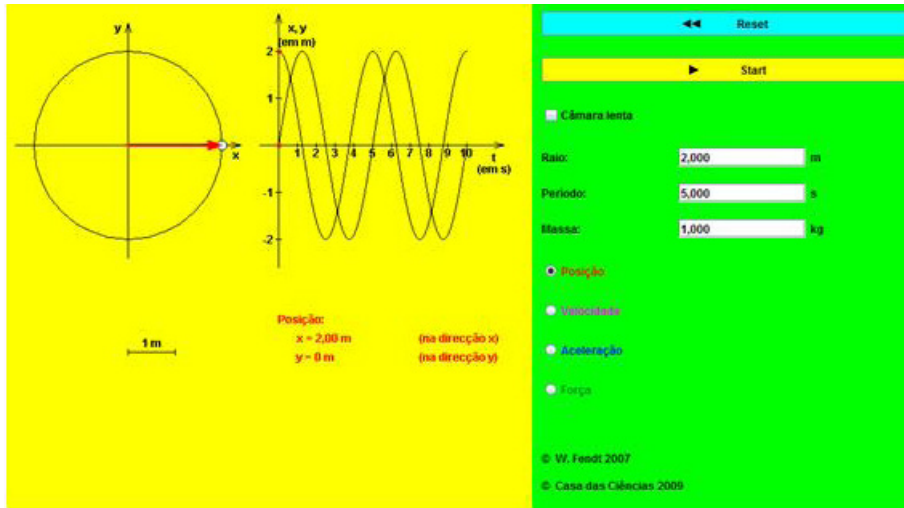 y
x
x, y
(em m)
2
1
-1
-2
1 2 3 4 5 6 7 8 9 10
t
(em s)
1 m
Posição:
x = 2,00 m (na direcção x)
y = 0 m (na direcção y)
Reset
Start
Câmara lenta
Raio: 2,000 m
Período: 5,000 s
Massa: 1,000 kg
Posição
Velocidade
Aceleração
Força
© W. Fendt 2007
© Casa das Ciências 2009